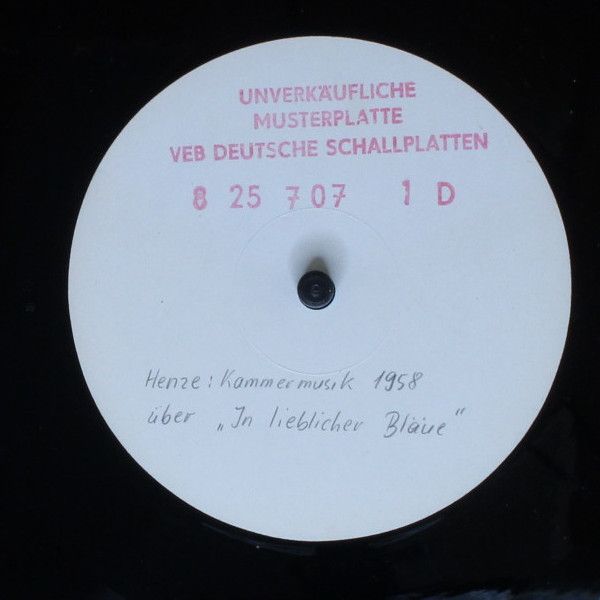 UNVERKÄUFLICHE
MUSTERPLATTE
VEB DEUTSCHE SCHALLPLATTEN
8 25 707 1 D
Henze: Kammermusik 1958
über „In lieblicher Bläue"